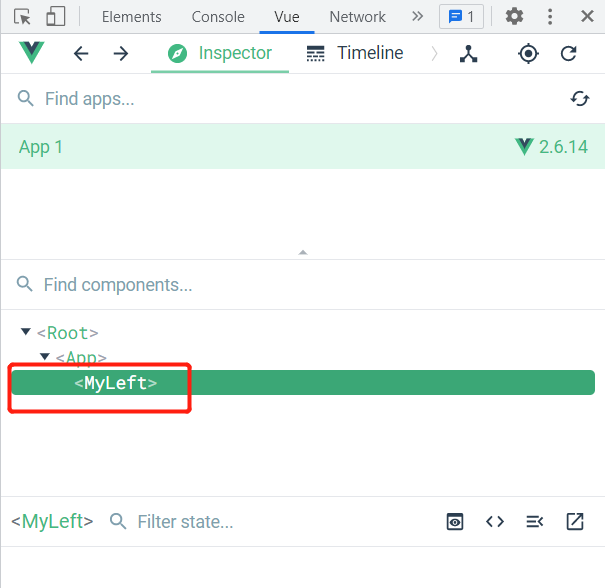 Elements Console Vue Network » 1
Inspector Timeline
Find apps...
App 1 2.6.14
Find components...
<Root>
<App>
<MyLeft>
<MyLeft> Filter state...